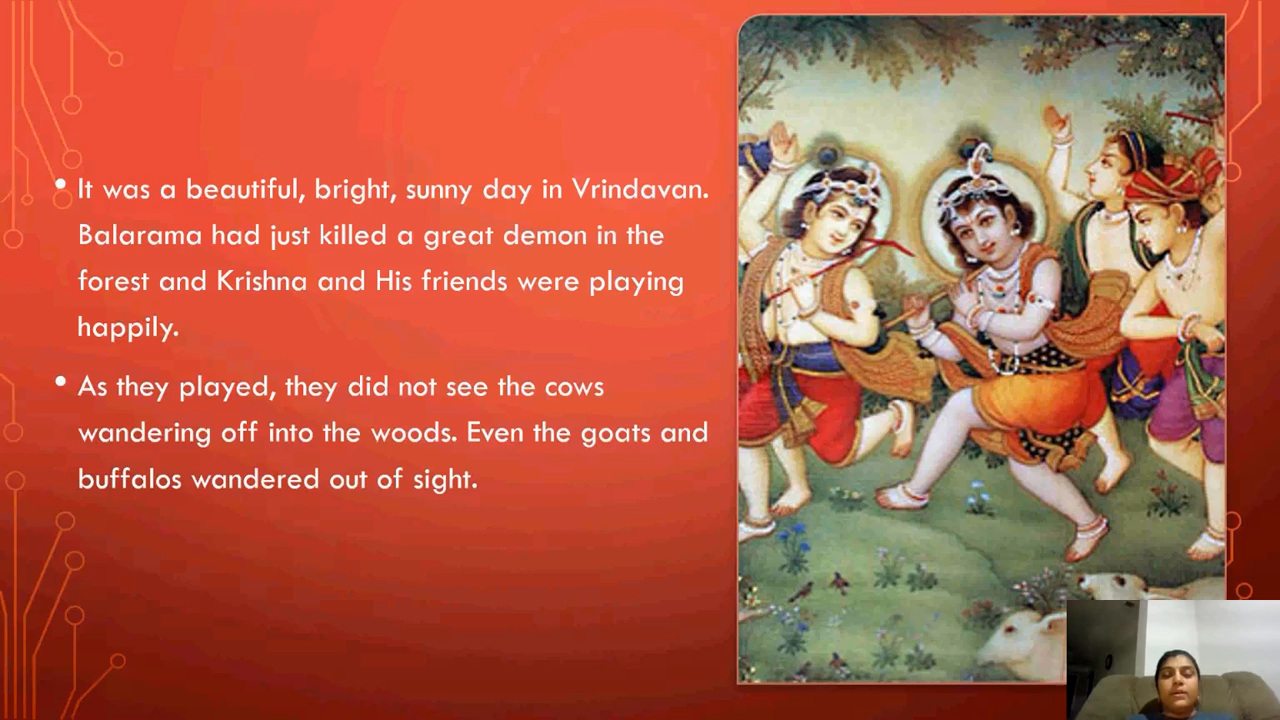 • It was a beautiful, bright, sunny day in Vrindavan.
Balarama had just killed a great demon in the
forest and Krishna and His friends were playing
happily.
• As they played, they did not see the cows
wandering off into the woods. Even the goats and
buffalos wandered out of sight.